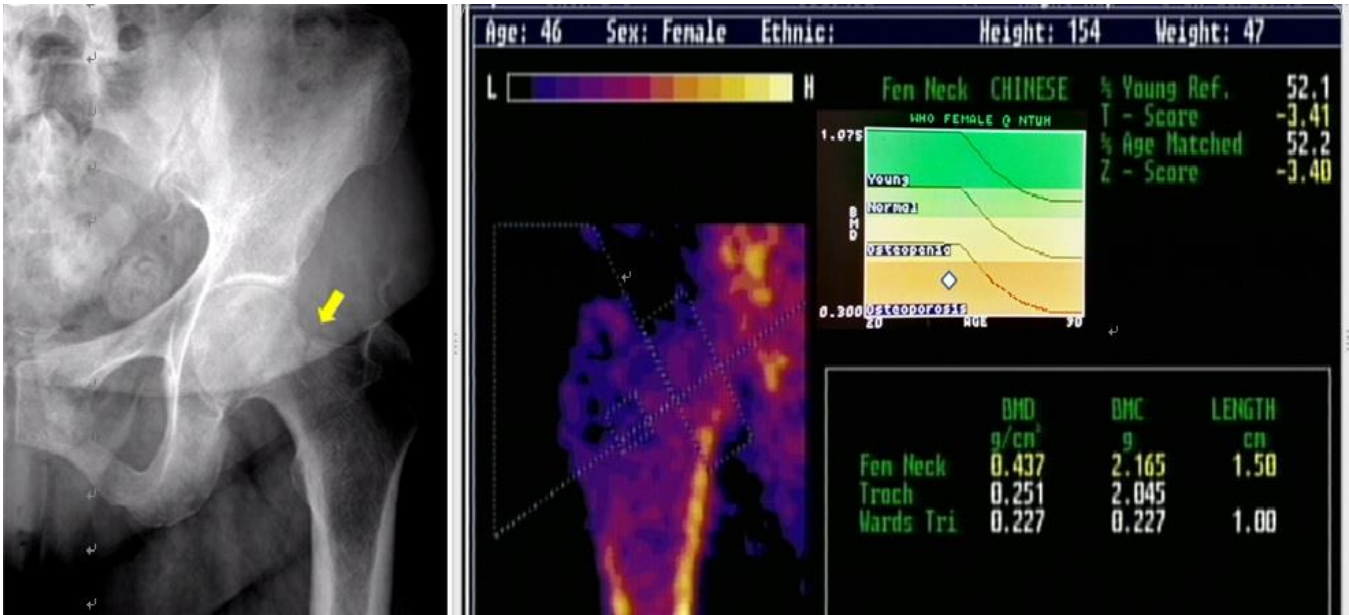 Age: 46 Sex: Female Ethnic: Height: 154 Weight: 47
L H
Fem Neck CHINESE
% Young Ref. 52.1
T - Score -3.41
% Age Matched 52.2
Z - Score -3.40
WHO FEMALE @ NTUH
1.075
Young
Normal
BMD
Osteopenia
0.300
Osteoporosis
20 AGE 90
BMD BMC LENGTH
g/cm² g cm
Fem Neck 0.437 2.165 1.50
Troch 0.251 2.045
Wards Tri 0.227 0.227 1.00